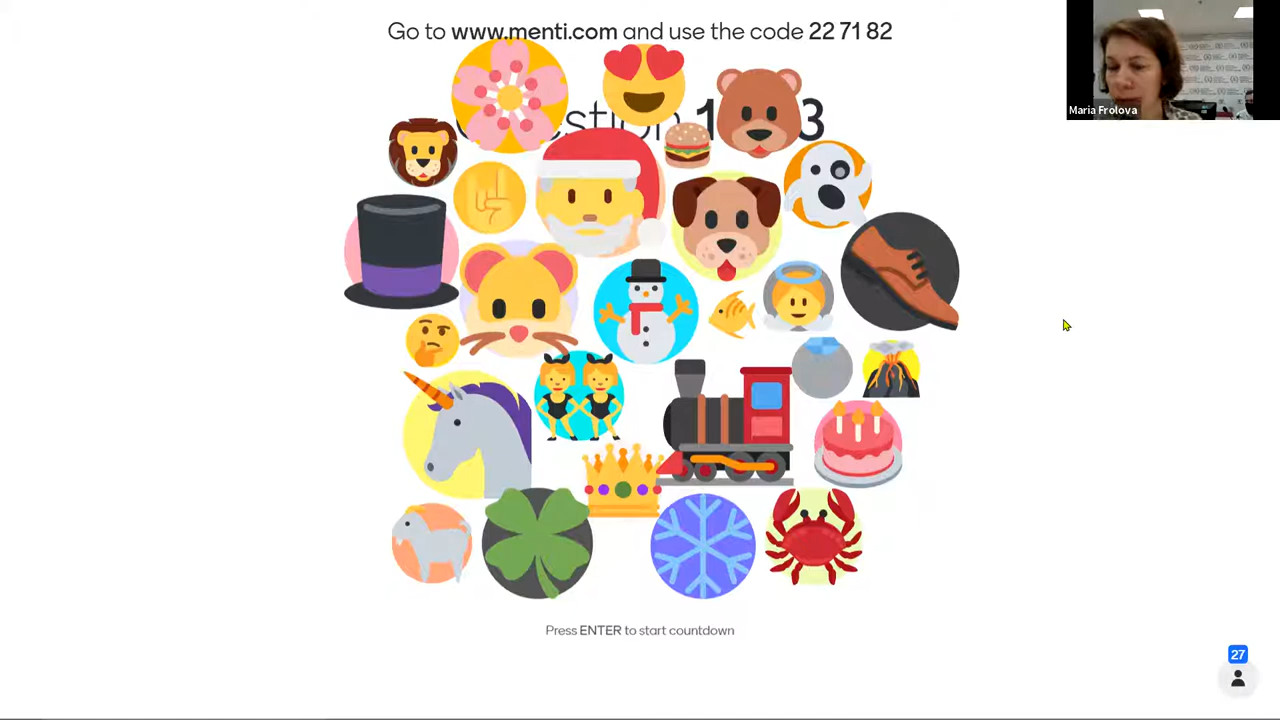 Go to www.menti.com and use the code 22 71 82
Maria Frolova
Press ENTER to start countdown
27